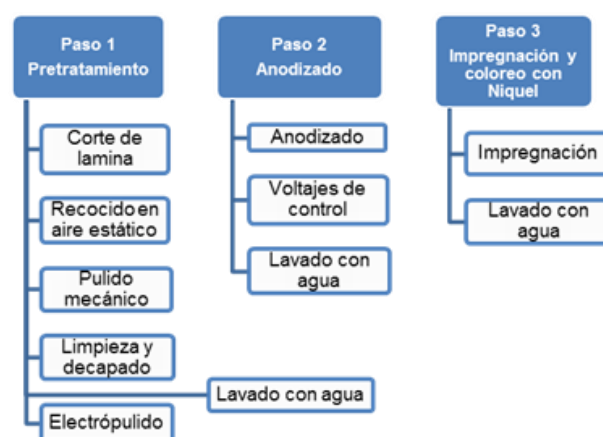 Paso 1
Pretratamiento
Corte de
lamina
Recocido en
aire estático
Pulido
mecánico
Limpieza y
decapado
Lavado con agua
Electrópulido
Paso 2
Anodizado
Anodizado
Voltajes de
control
Lavado con
agua
Paso 3
Impregnación y
coloreo con
Niquel
Impregnación
Lavado con
agua